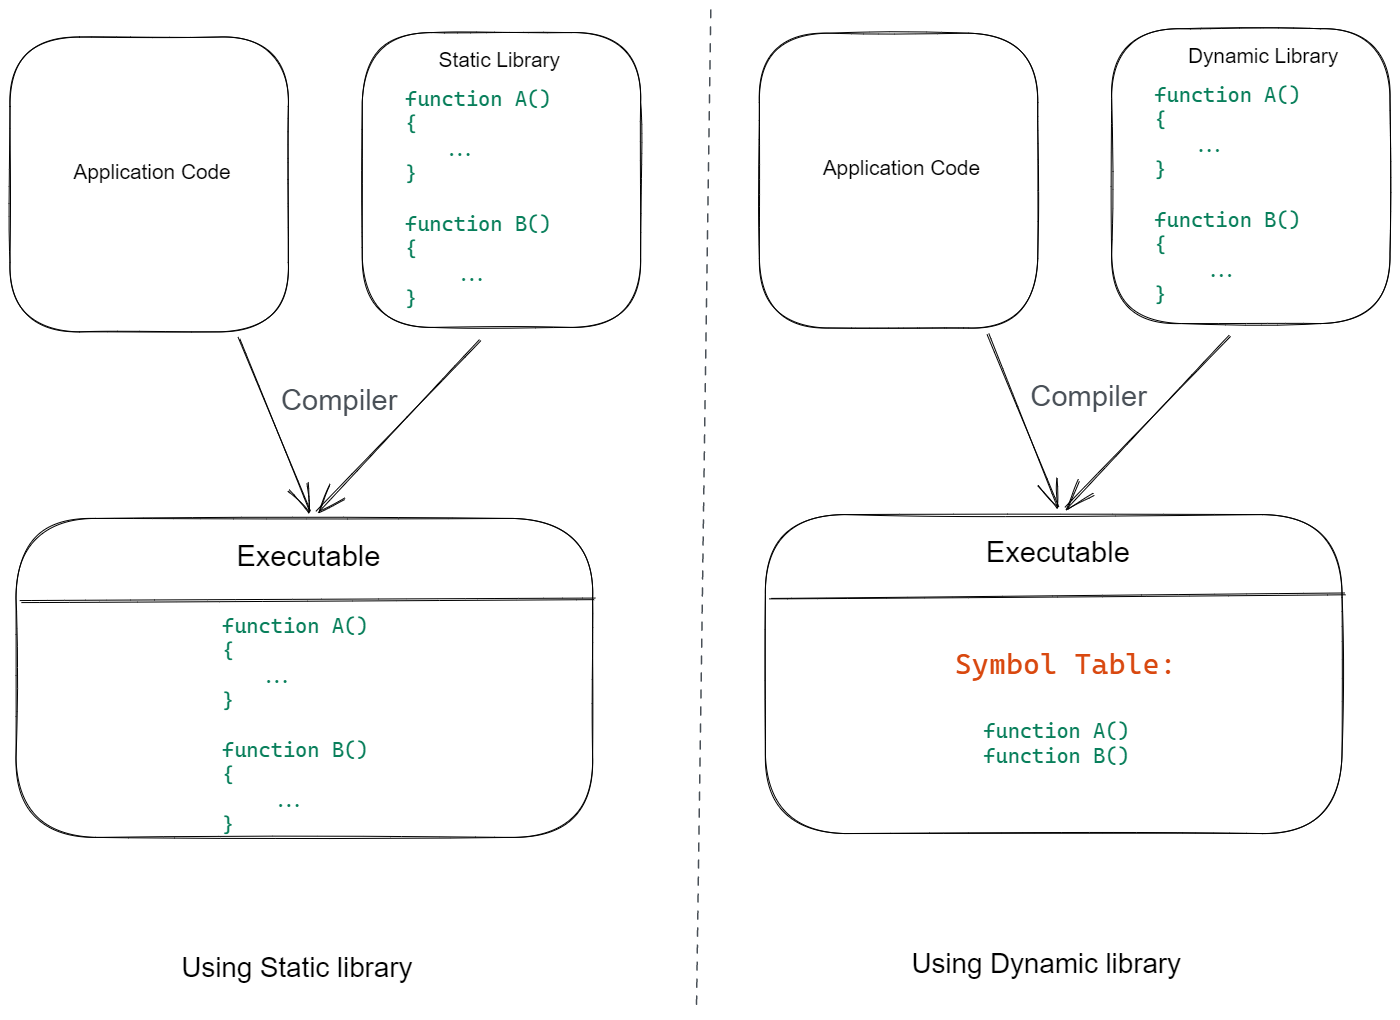 Application Code
Static Library
function A()
{
...
}
function B()
{
...
}
Compiler
Executable
function A()
{
...
}
function B()
{
...
}
Using Static library
Application Code
Dynamic Library
function A()
{
...
}
function B()
{
...
}
Compiler
Executable
Symbol Table:
function A()
function B()
Using Dynamic library